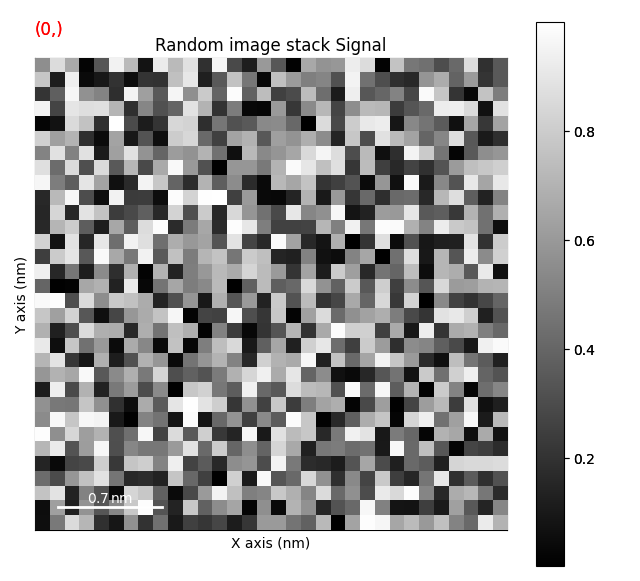 (0,)
Random image stack Signal
Y axis (nm)
0.7 nm
X axis (nm)
0.8
0.6
0.4
0.2